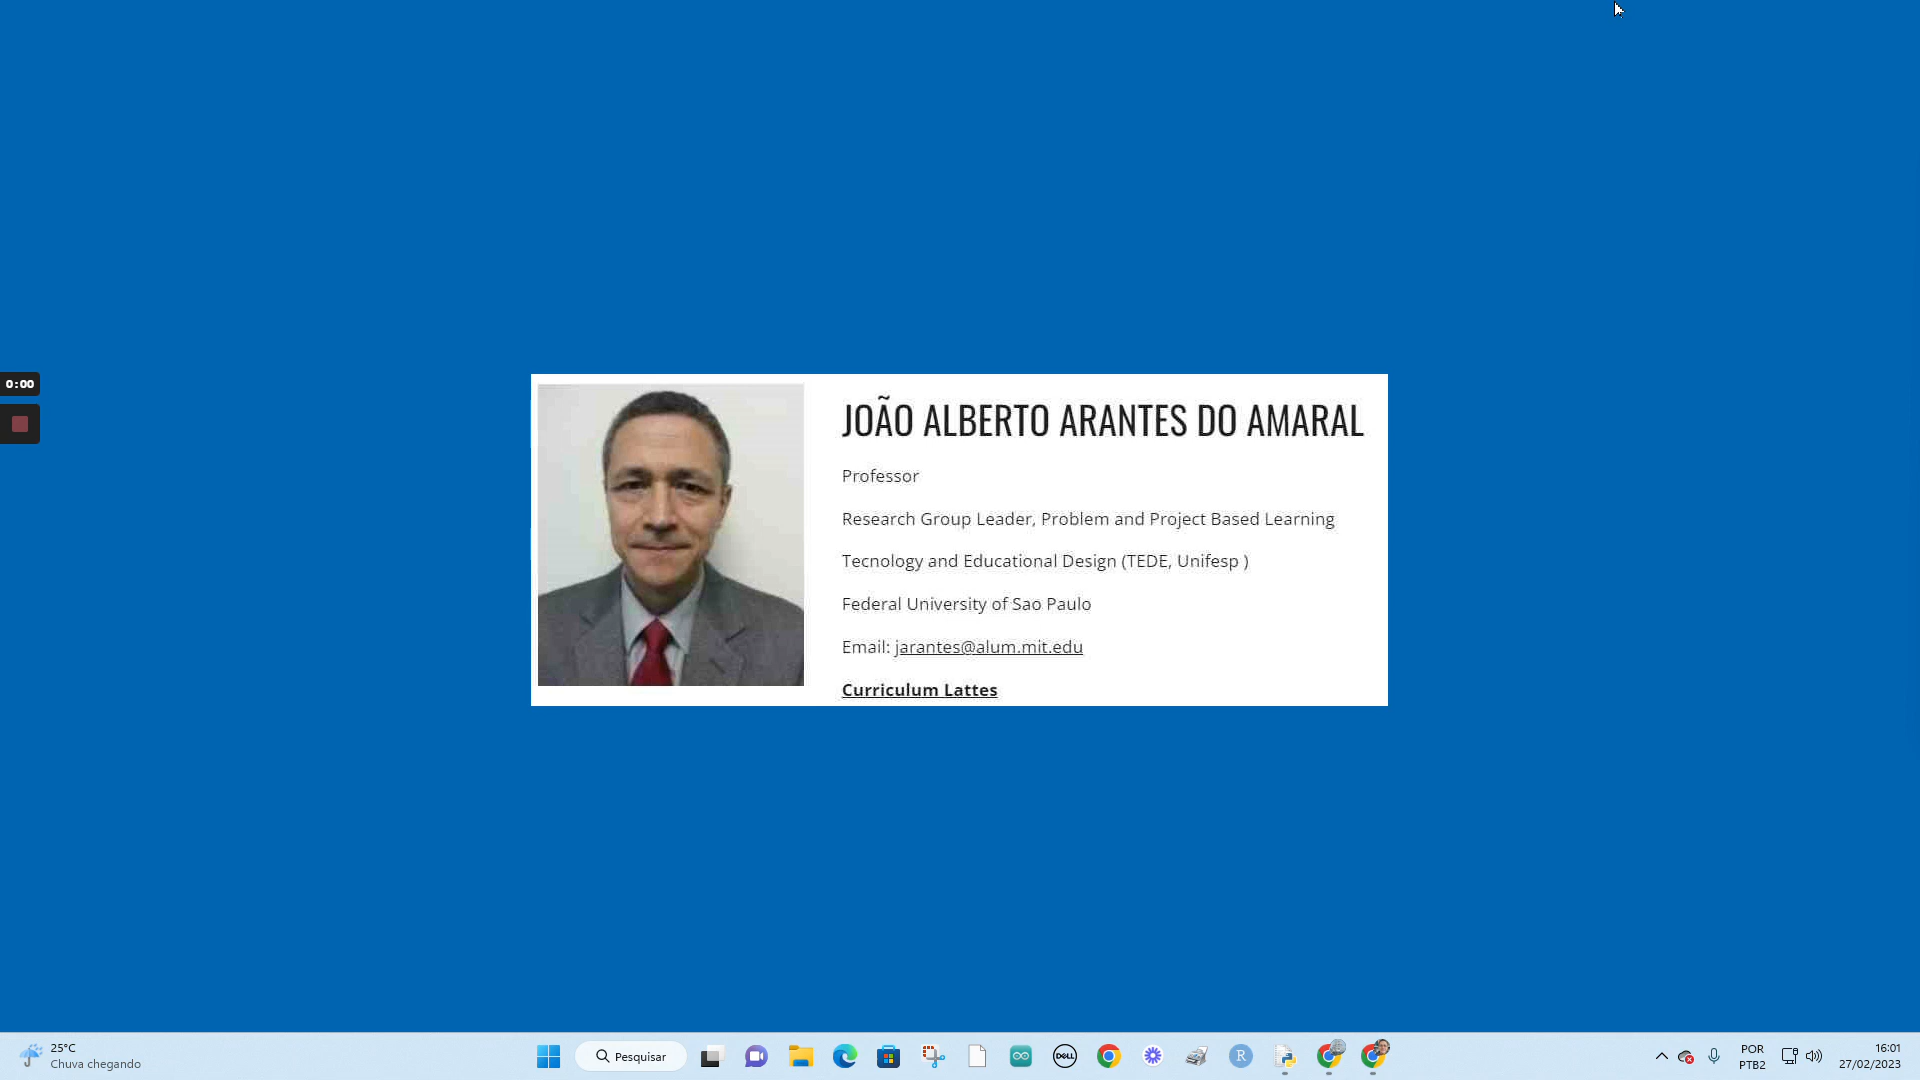 0:00
JOÃO ALBERTO ARANTES DO AMARAL
Professor
Research Group Leader, Problem and Project Based Learning
Tecnology and Educational Design (TEDE, Unifesp )
Federal University of Sao Paulo
Email: jarantes@alum.mit.edu
Curriculum Lattes
25°C
Chuva chegando
Pesquisar
DELL
R
POR
PTB2
16:01
27/02/2023